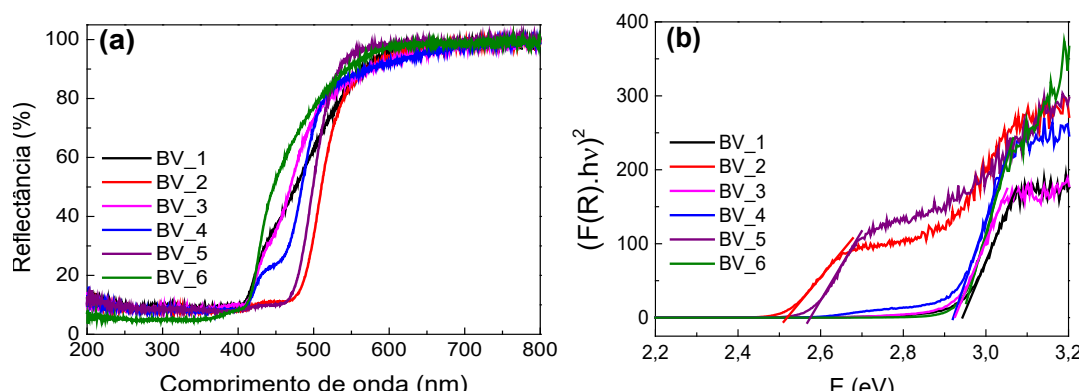 (a)
100
80
60
40
20
0
Reflectância (%)
BV_1
BV_2
BV_3
BV_4
BV_5
BV_6
200 300 400 500 600 700 800
Comprimento de onda (nm)
(b)
400
300
200
100
0
(F(R).hν)²
BV_1
BV_2
BV_3
BV_4
BV_5
BV_6
2,2 2,4 2,6 2,8 3,0 3,2
E (eV)